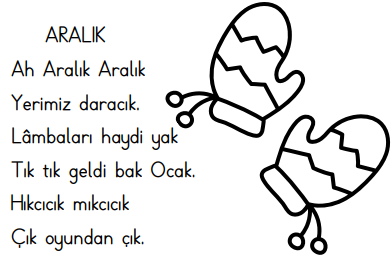 ARALIK
Ah Aralık Aralık
Yerimiz daracık.
Lâmbaları haydi yak
Tık tık geldi bak Ocak.
Hıkcıcık mıkcıcık
Çık oyundan çık.